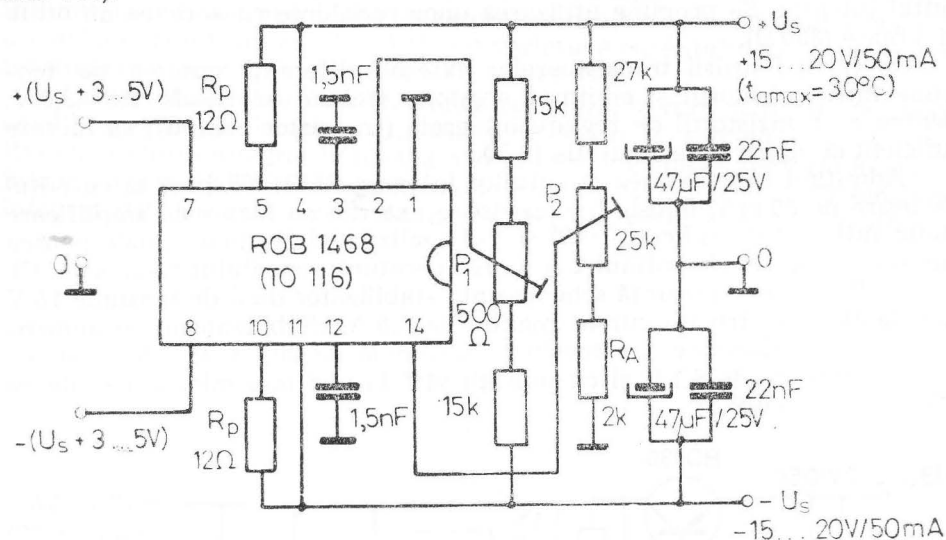 +Us
+15...20V/50mA
(tamax=30°C)
+(Us+3...5V)
Rp
12Ω
1,5nF
15k
27k
22nF
47µF/25V
7 5 4 3 2 1
P2
25k
ROB 1468
(TO 116)
P1
500
Ω
0
0
8 10 11 12 14
RA
2k
22nF
47µF/25V
15k
1,5nF
Rp
12Ω
-(Us+3...5V)
-Us
-15...20V/50mA